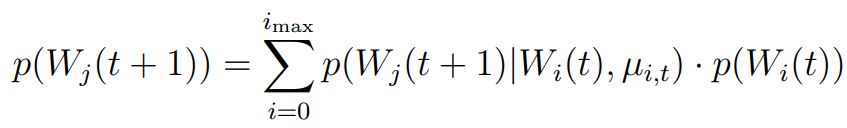 p(W_j(t + 1)) = \sum_{i=0}^{i_{\max}} p(W_j(t + 1)|W_i(t), \mu_{i,t}) \cdot p(W_i(t))